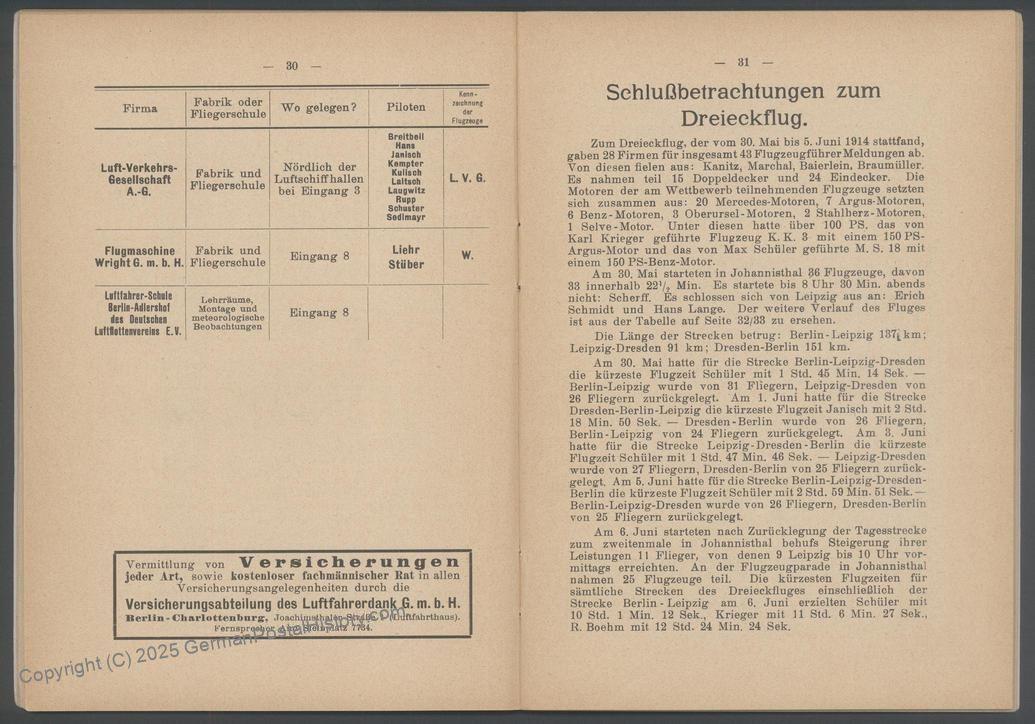 — 30 —
Firma
Fabrik oder
Fliegerschule
Wo gelegen?
Piloten
Kenn-
zeichnung
der
Flugzeuge
Luft-Verkehrs-
Gesellschaft
A.-G.
Fabrik und
Fliegerschule
Nördlich der
Luftschiffhallen
bei Eingang 3
Breitbeil
Hans
Janisch
Kempter
Kulisch
Laitsch
Laugwitz
Rupp
Schuster
Sedlmayr
L. V. G.
Flugmaschine
Wright G. m. b. H.
Fabrik und
Fliegerschule
Eingang 8
Liehr
Stüber
W.
Luftfahrer-Schule
Berlin-Adlershof
des Deutschen
Luftflottenvereins E. V.
Lehrräume,
Montage und
meteorologische
Beobachtungen
Eingang 8
Vermittlung von Versicherungen
jeder Art, sowie kostenloser fachmännischer Rat in allen
Versicherungsangelegenheiten durch die
Versicherungsabteilung des Luftfahrerdank G. m. b. H.
Berlin-Charlottenburg, Joachimsthaler Straße (Luftfahrthaus).
Fernsprecher Amt Steinplatz 7784.
— 31 —
Schlußbetrachtungen zum
Dreieckflug.
Zum Dreieckflug, der vom 30. Mai bis 5. Juni 1914 stattfand,
gaben 28 Firmen für insgesamt 43 Flugzeugführer Meldungen ab.
Von diesen fielen aus: Kanitz, Marchal, Baierlein, Braumüller.
Es nahmen teil 15 Doppeldecker und 24 Eindecker. Die
Motoren der am Wettbewerb teilnehmenden Flugzeuge setzten
sich zusammen aus: 20 Mercedes-Motoren, 7 Argus-Motoren,
6 Benz-Motoren, 3 Oberursel-Motoren, 2 Stahlherz-Motoren,
1 Selve-Motor. Unter diesen hatte über 100 PS. das von
Karl Krieger geführte Flugzeug K. K. 3 mit einem 150 PS-
Argus-Motor und das von Max Schüler geführte M. S. 18 mit
einem 150 PS-Benz-Motor.
Am 30. Mai starteten in Johannisthal 36 Flugzeuge, davon
33 innerhalb 22½ Min. Es startete bis 8 Uhr 30 Min. abends
nicht: Scherff. Es schlossen sich von Leipzig aus an: Erich
Schmidt und Hans Lange. Der weitere Verlauf des Fluges
ist aus der Tabelle auf Seite 32/33 zu ersehen.
Die Länge der Strecken betrug: Berlin-Leipzig 137 km;
Leipzig-Dresden 91 km; Dresden-Berlin 151 km.
Am 30. Mai hatte für die Strecke Berlin-Leipzig-Dresden
die kürzeste Flugzeit Schüler mit 1 Std. 45 Min. 14 Sek. —
Berlin-Leipzig wurde von 31 Fliegern, Leipzig-Dresden von
26 Fliegern zurückgelegt. Am 1. Juni hatte für die Strecke
Dresden-Berlin-Leipzig die kürzeste Flugzeit Janisch mit 2 Std.
18 Min. 50 Sek. — Dresden-Berlin wurde von 26 Fliegern,
Berlin-Leipzig von 24 Fliegern zurückgelegt. Am 3. Juni
hatte für die Strecke Leipzig-Dresden-Berlin die kürzeste
Flugzeit Schüler mit 1 Std. 47 Min. 46 Sek. — Leipzig-Dresden
wurde von 27 Fliegern, Dresden-Berlin von 25 Fliegern zurück-
gelegt. Am 5. Juni hatte für die Strecke Berlin-Leipzig-Dresden-
Berlin die kürzeste Flugzeit Schüler mit 2 Std. 59 Min. 51 Sek. —
Berlin-Leipzig-Dresden wurde von 26 Fliegern, Dresden-Berlin
von 25 Fliegern zurückgelegt.
Am 6. Juni starteten nach Zurücklegung der Tagesstrecke
zum zweitenmale in Johannisthal behufs Steigerung ihrer
Leistungen 11 Flieger, von denen 9 Leipzig bis 10 Uhr vor-
mittags erreichten. An der Flugzeugparade in Johannisthal
nahmen 25 Flugzeuge teil. Die kürzesten Flugzeiten für
sämtliche Strecken des Dreieckfluges einschließlich der
Strecke Berlin-Leipzig am 6. Juni erzielten Schüler mit
10 Std. 1 Min. 12 Sek., Krieger mit 11 Std. 6 Min. 27 Sek.,
R. Boehm mit 12 Std. 24 Min. 24 Sek.
Copyright (C) 2025 GermanPostalHistory.com